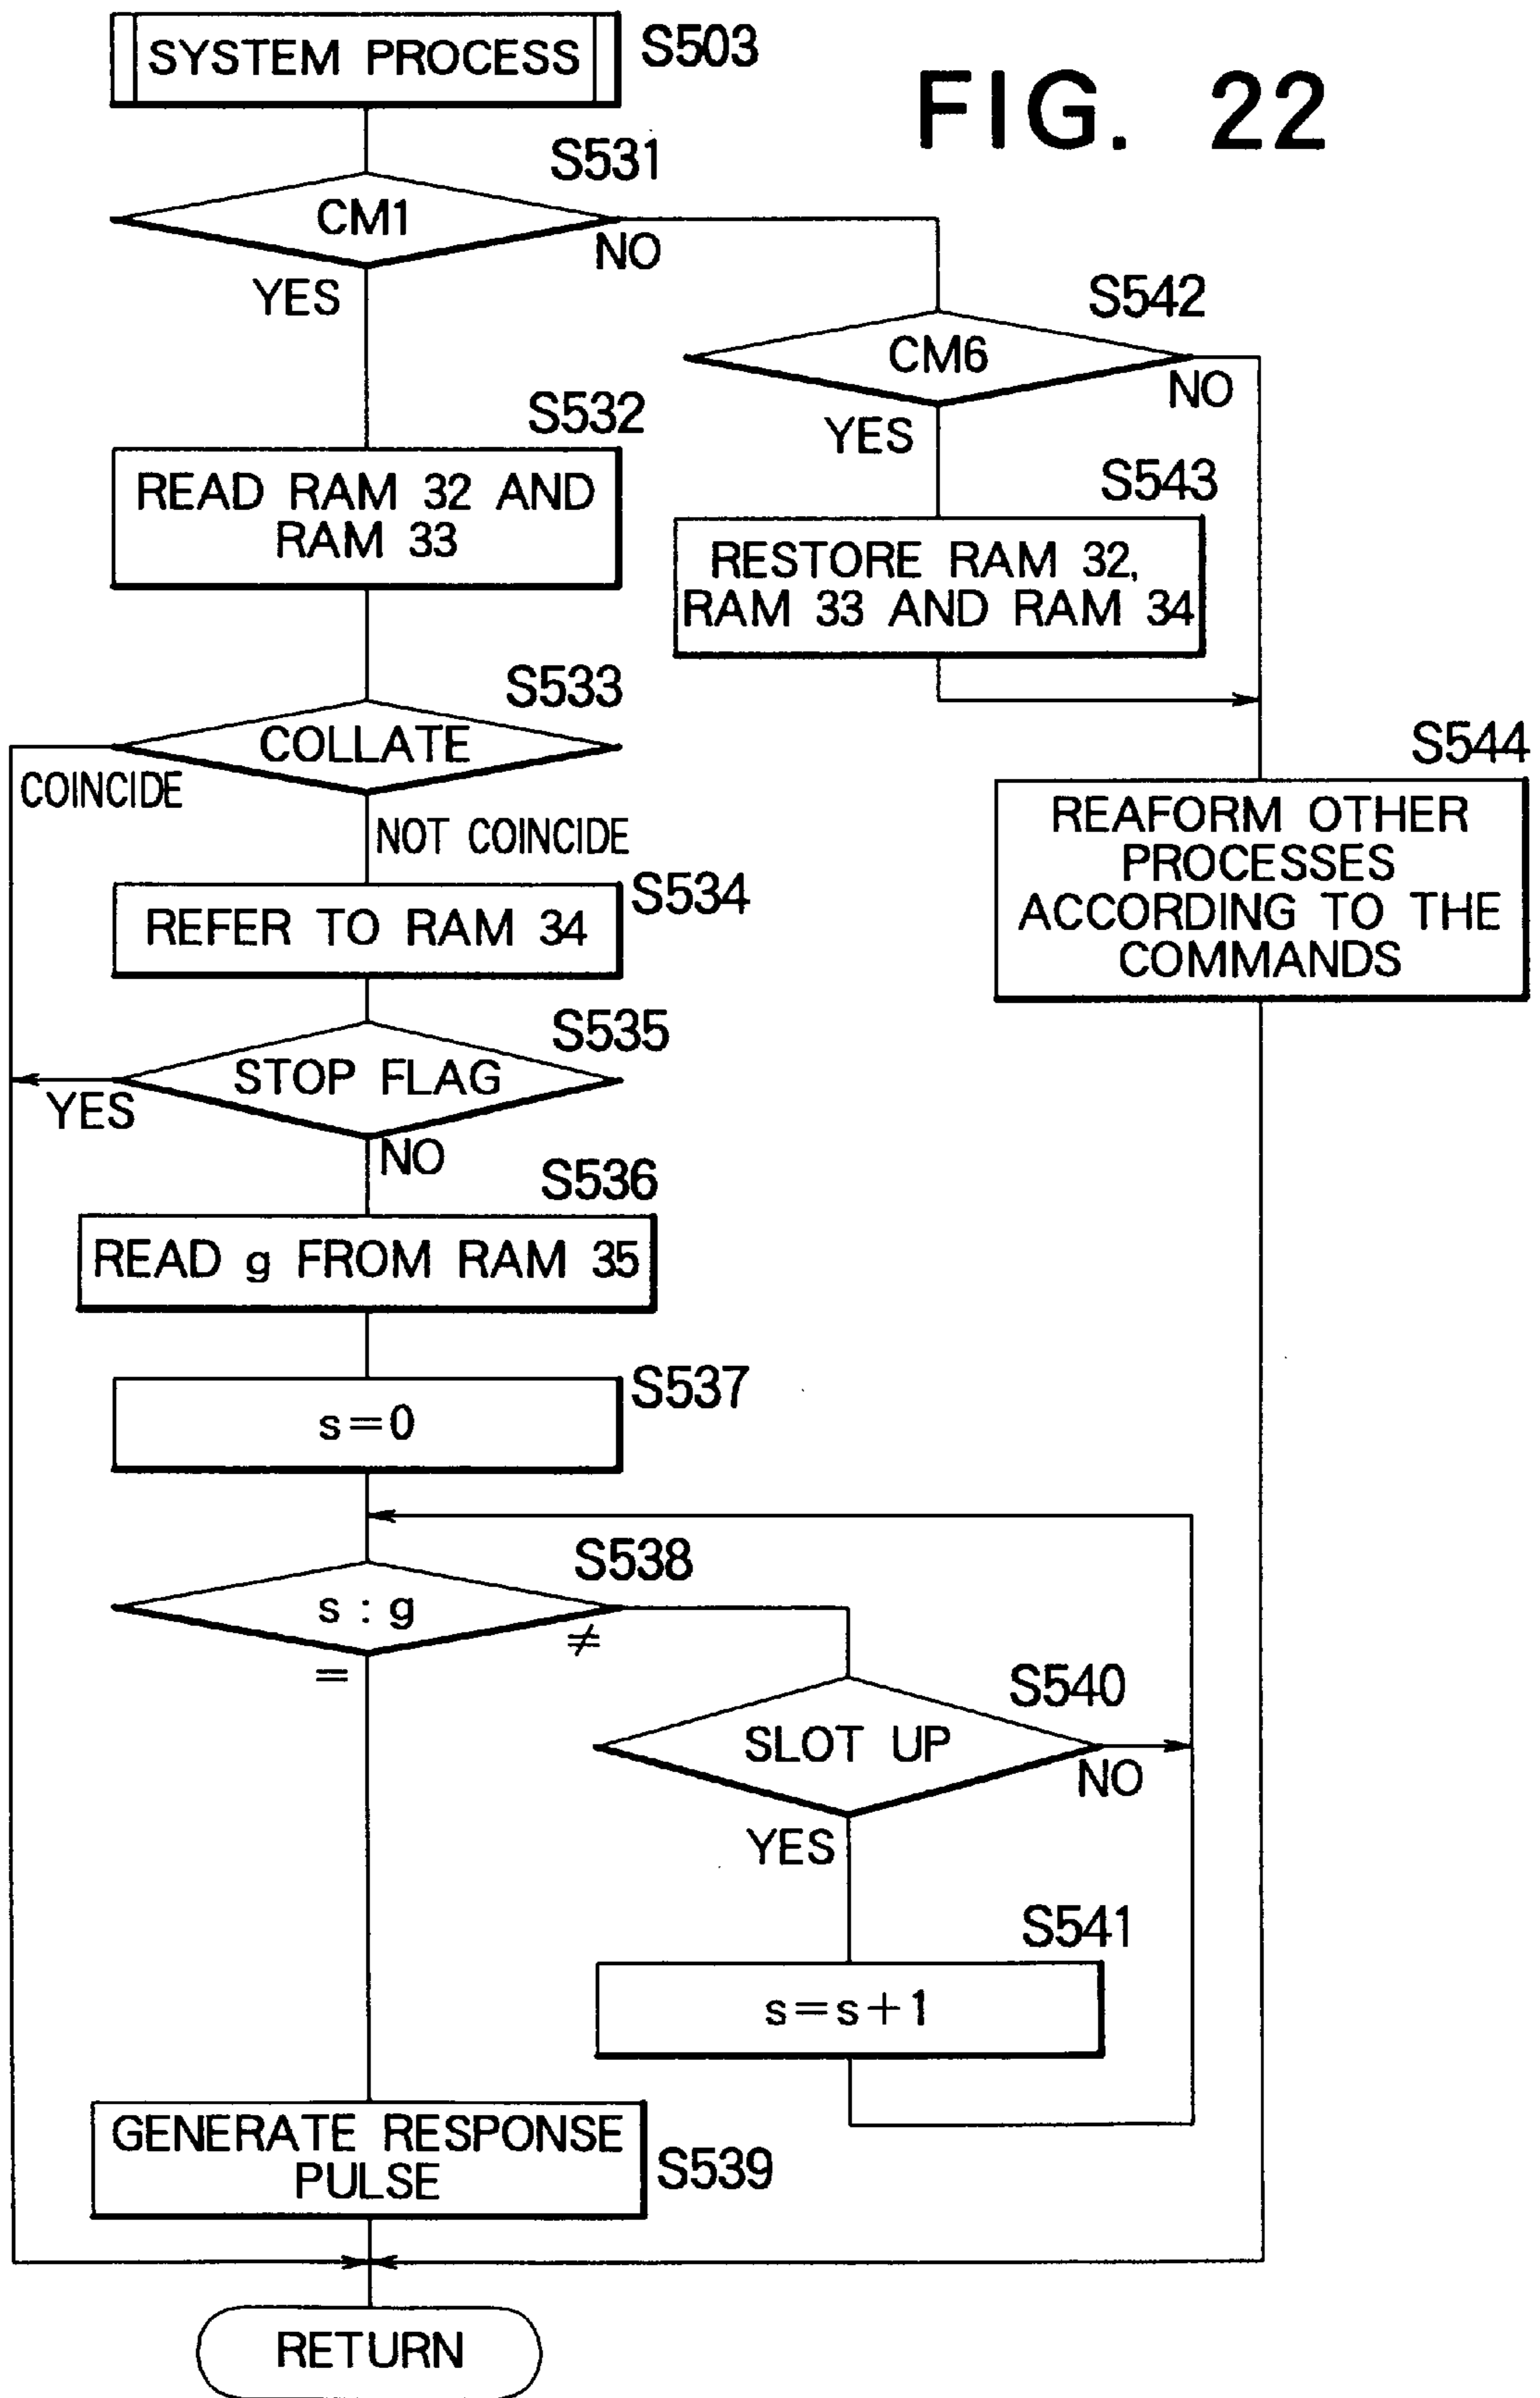 SYSTEM PROCESS
S503
FIG. 22
S531
CM1
NO
YES
S542
CM6
NO
YES
S532
READ RAM 32 AND
RAM 33
S543
RESTORE RAM 32,
RAM 33 AND RAM 34
S533
COLLATE
COINCIDE
NOT COINCIDE
S544
REAFORM OTHER
PROCESSES
ACCORDING TO THE
COMMANDS
S534
REFER TO RAM 34
S535
STOP FLAG
YES
NO
S536
READ g FROM RAM 35
S537
s=0
S538
s : g
≠
=
S540
SLOT UP
NO
YES
S541
s=s+1
GENERATE RESPONSE
PULSE
S539
RETURN